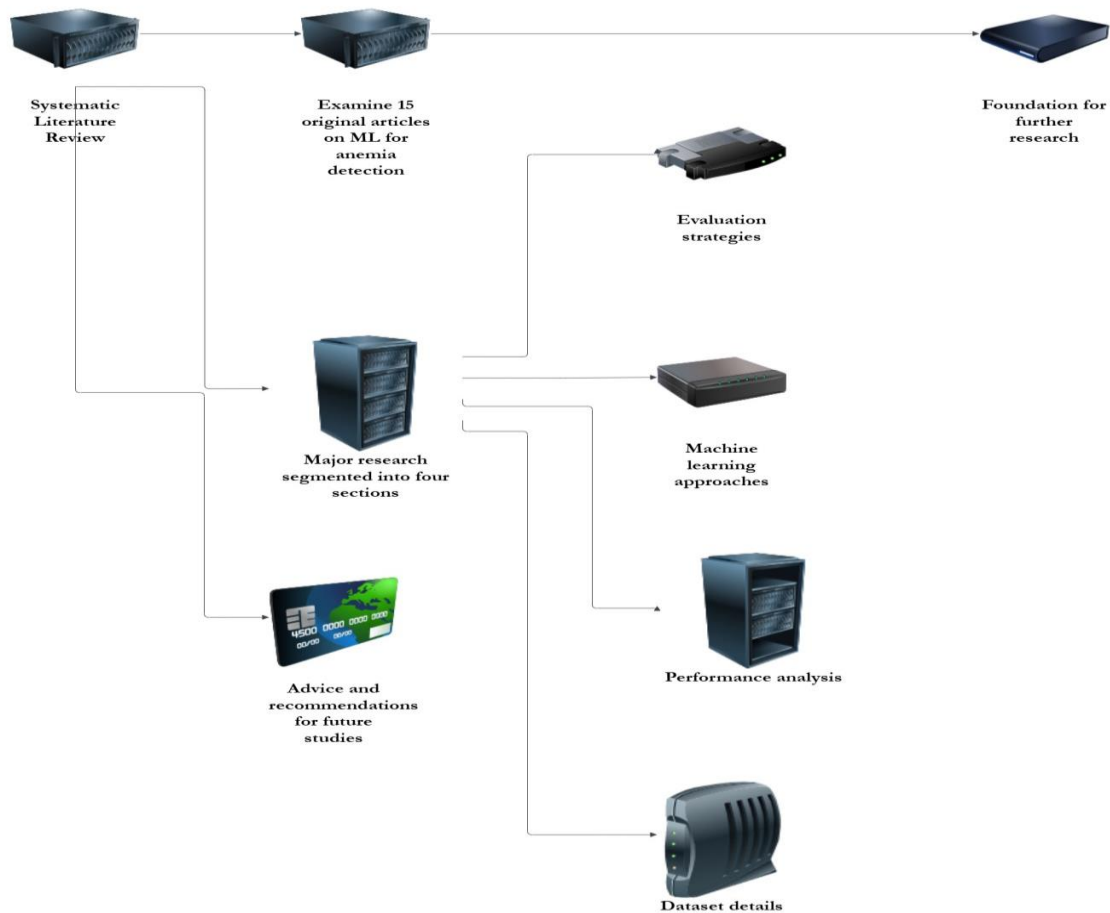 Systematic
Literature
Review
Examine 15
original articles
on ML for
anemia
detection
Foundation for
further
research
Evaluation
strategies
Major research
segmented into four
sections
Machine
learning
approaches
4500 0000 0000 0000
00/00 00/00
Advice and
recommendations
for future
studies
Performance analysis
Dataset details